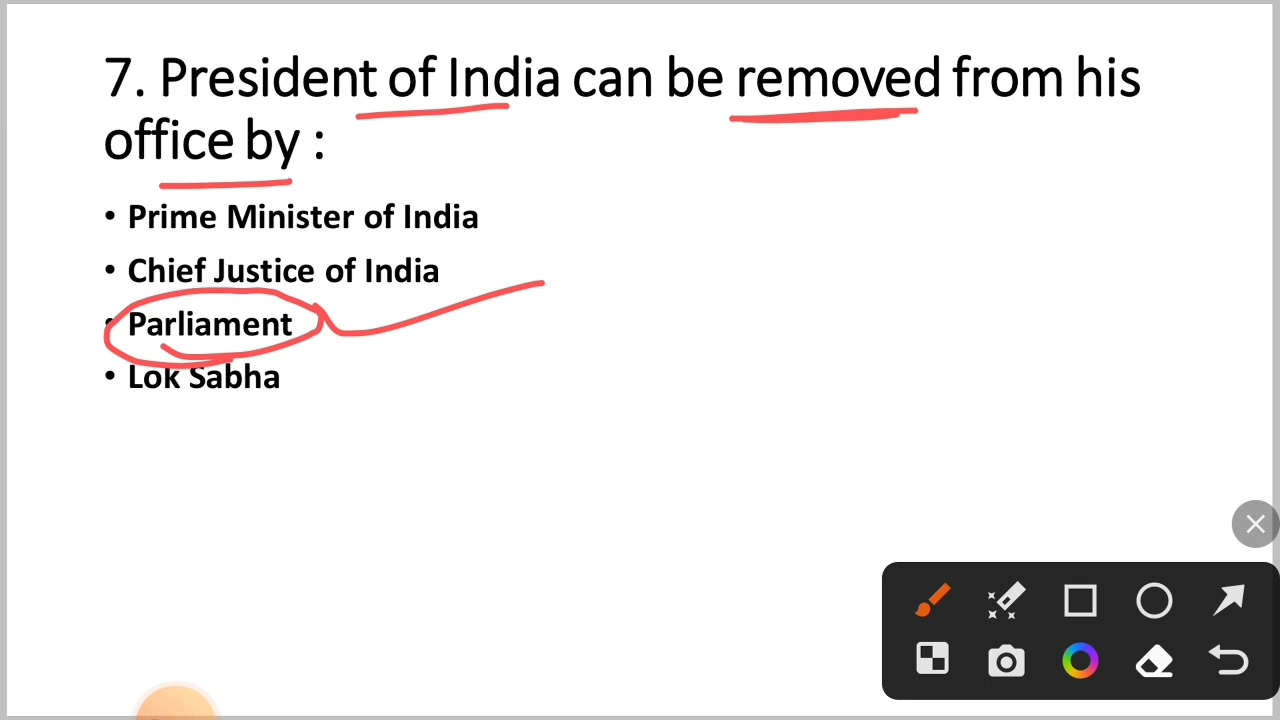 7. President of India can be removed from his
office by :
• Prime Minister of India
• Chief Justice of India
• Parliament
• Lok Sabha